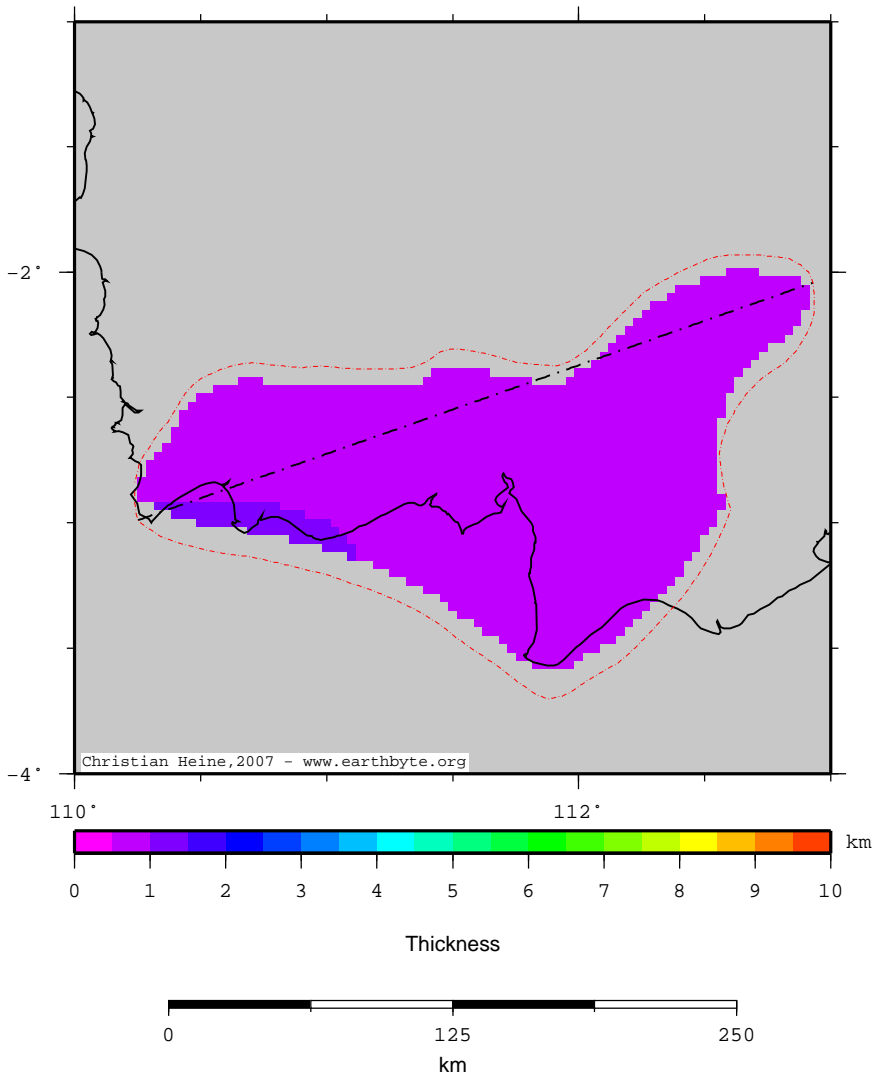 -2°
-4°
Christian Heine,2007 - www.earthbyte.org
110° 112°
km
0 1 2 3 4 5 6 7 8 9 10
Thickness
0 125 250
km